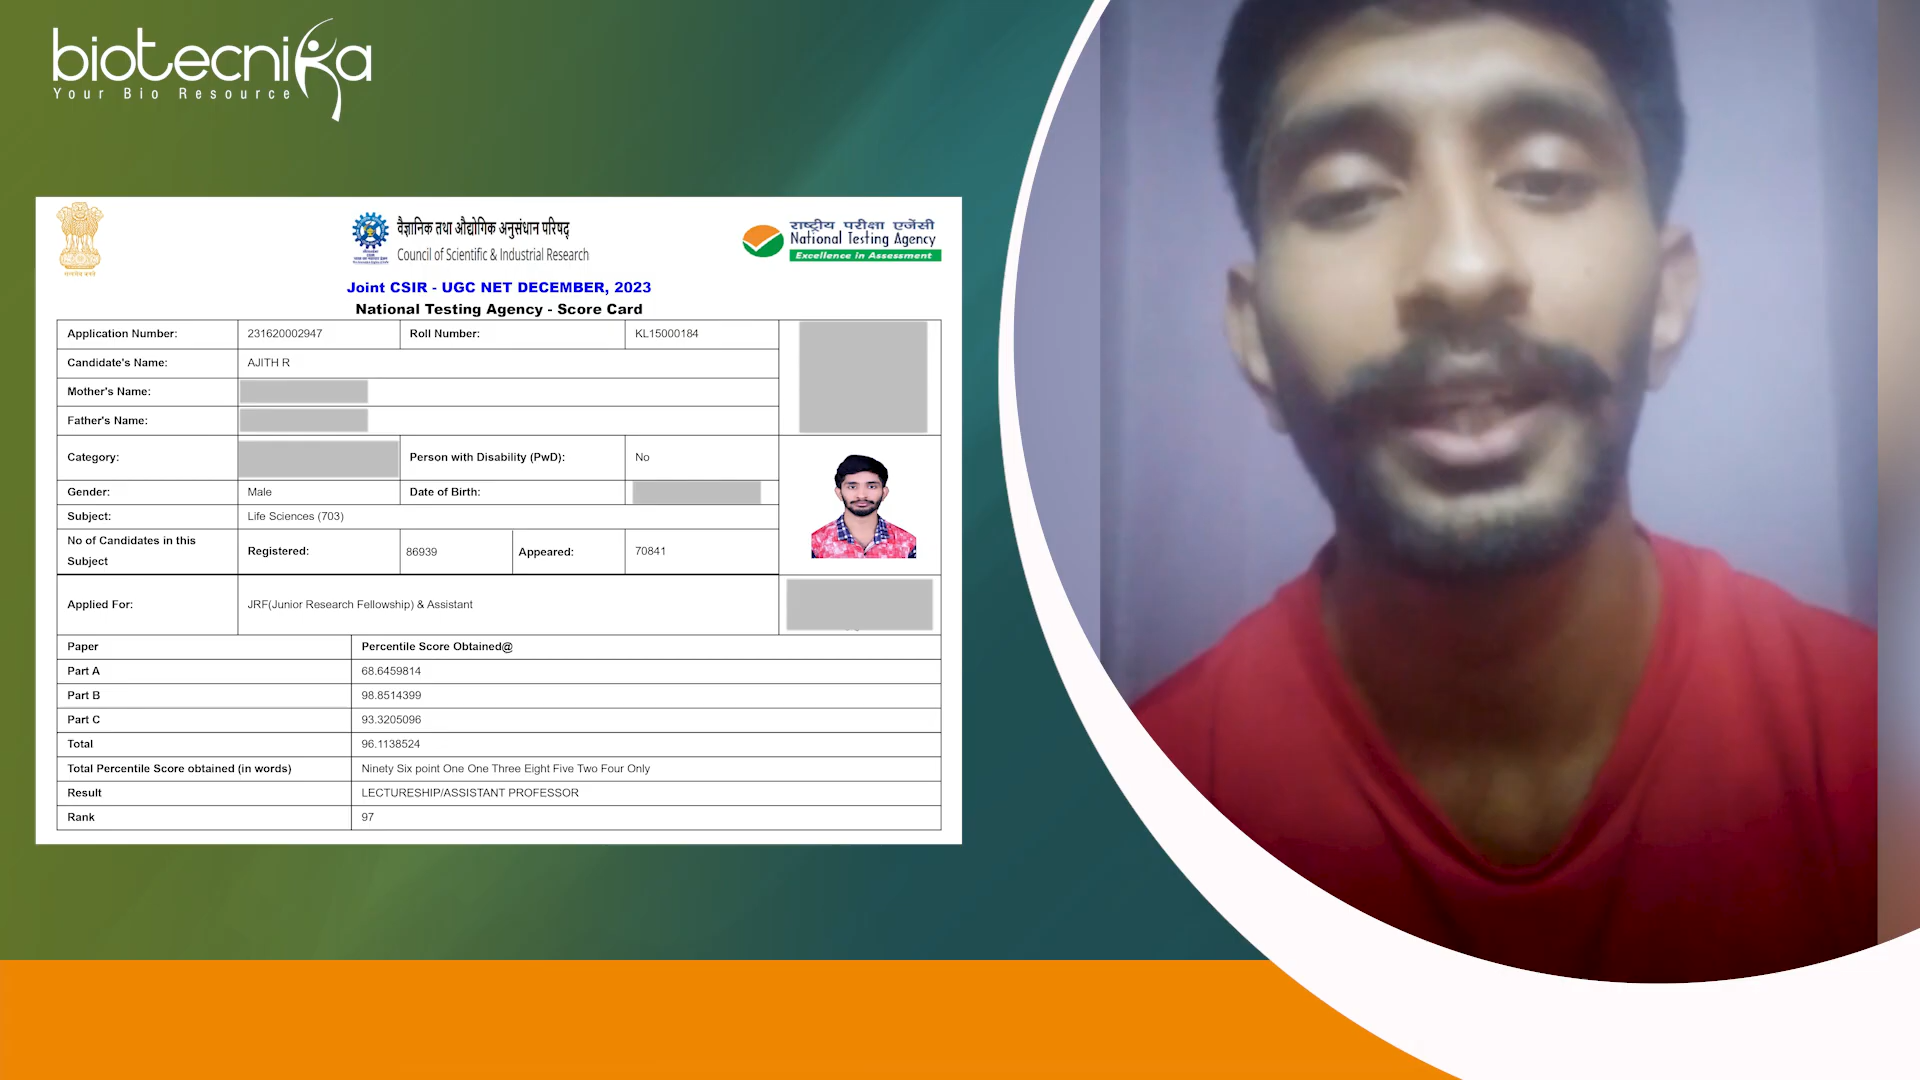 biotecnika
Your Bio Resource
वैज्ञानिक तथा औद्योगिक अनुसंधान परिषद्
Council of Scientific & Industrial Research
राष्ट्रीय परीक्षा एजेंसी
National Testing Agency
Excellence in Assessment
सत्यमेव जयते
Joint CSIR - UGC NET DECEMBER, 2023
National Testing Agency - Score Card
Application Number: 231620002947 Roll Number: KL15000184
Candidate's Name: AJITH R
Mother's Name:
Father's Name:
Category: Person with Disability (PwD): No
Gender: Male Date of Birth:
Subject: Life Sciences (703)
No of Candidates in this
Subject
Registered: 86939 Appeared: 70841
Applied For: JRF(Junior Research Fellowship) & Assistant
Paper Percentile Score Obtained@
Part A 68.6459814
Part B 98.8514399
Part C 93.3205096
Total 96.1138524
Total Percentile Score obtained (in words) Ninety Six point One One Three Eight Five Two Four Only
Result LECTURESHIP/ASSISTANT PROFESSOR
Rank 97